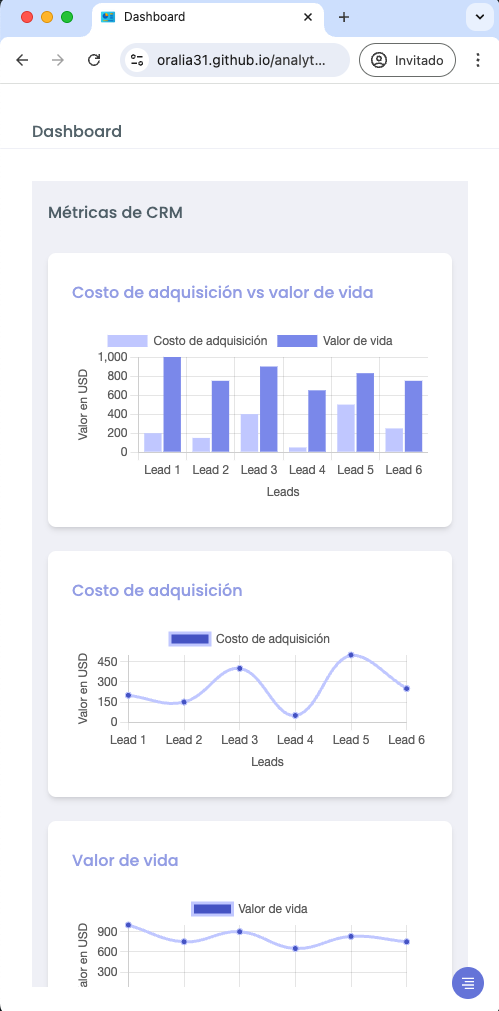 Dashboard
oralia31.github.io/analyt...
Invitado
Dashboard
Métricas de CRM
Costo de adquisición vs valor de vida
Costo de adquisición Valor de vida
Valor en USD
1,000
800
600
400
200
0
Lead 1 Lead 2 Lead 3 Lead 4 Lead 5 Lead 6
Leads
Costo de adquisición
Costo de adquisición
Valor en USD
450
300
150
0
Lead 1 Lead 2 Lead 3 Lead 4 Lead 5 Lead 6
Leads
Valor de vida
Valor de vida
alor en USD
900
600
300